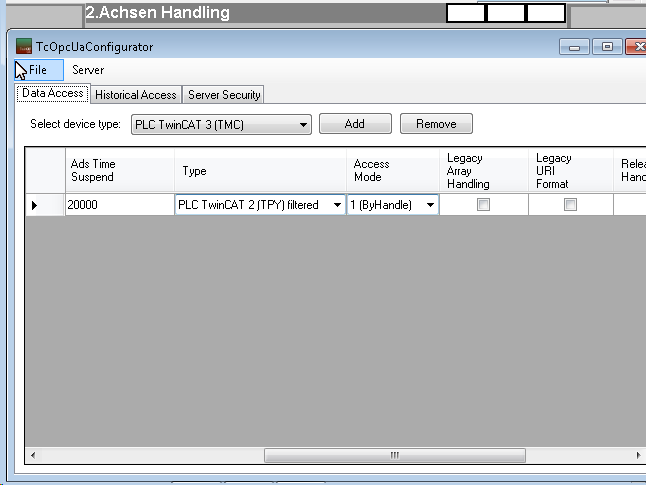 2.Achsen Handling
TcOpcUaConfigurator
File Server
Data Access Historical Access Server Security
Select device type: PLC TwinCAT 3 (TMC) Add Remove
Ads Time Suspend Type Access Mode Legacy Array Handling Legacy URI Format Relea Hanc
20000 PLC TwinCAT 2 (TPY) filtered 1 (ByHandle)